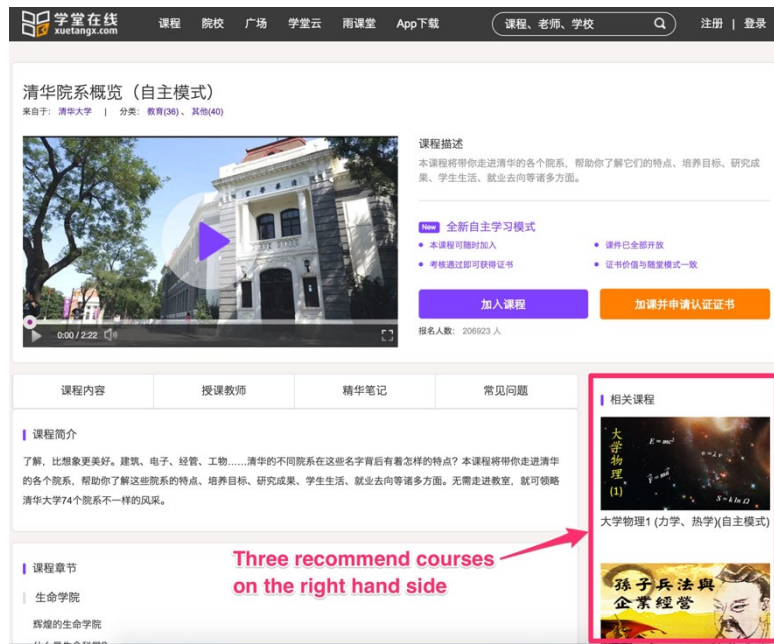 学堂在线
xuetangx.com
课程 院校 广场 学堂云 雨课堂 App下载
课程、老师、学校
注册 | 登录
清华院系概览（自主模式）
来自于: 清华大学 | 分类: 教育(36)、 其他(40)
0:00 / 2:22
课程描述
本课程将带你走进清华的各个院系，帮助你了解它们的特点、培养目标、研究成
果、学生生活、就业去向等诸多方面。
New 全新自主学习模式
本课程可随时加入
课件已全部开放
考核通过即可获得证书
证书价值与随堂模式一致
加入课程
加课并申请认证证书
报名人数: 206923 人
课程内容 授课教师 精华笔记 常见问题
课程简介
了解，比想象更美好。建筑、电子、经管、工物......清华的不同院系在这些名字背后有着怎样的特点？本课程将带你走进清华
的各个院系，帮助你了解这些院系的特点、培养目标、研究成果、学生生活、就业去向等诸多方面。无需走进教室，就可领略
清华大学74个院系不一样的风采。
课程章节
生命学院
辉煌的生命学院
Three recommend courses
on the right hand side
相关课程
大学物理(1)
E=mc²
S=k ln Ω
大学物理1 (力学、热学)(自主模式)
孫子兵法與
企業經營